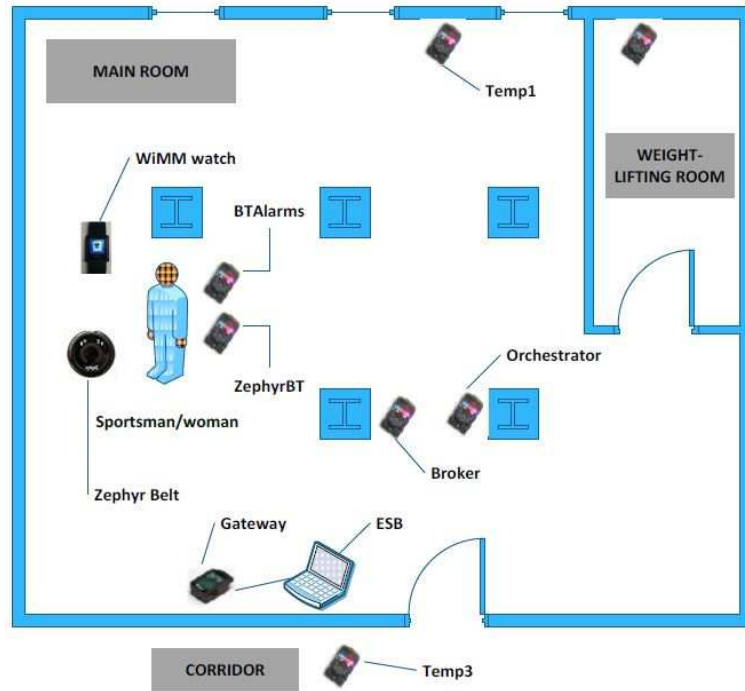 MAIN ROOM
Temp1
WEIGHT-
LIFTING ROOM
WiMM watch
BTAlarms
Orchestrator
ZephyrBT
Sportsman/woman
Broker
Zephyr Belt
Gateway
ESB
CORRIDOR
Temp3